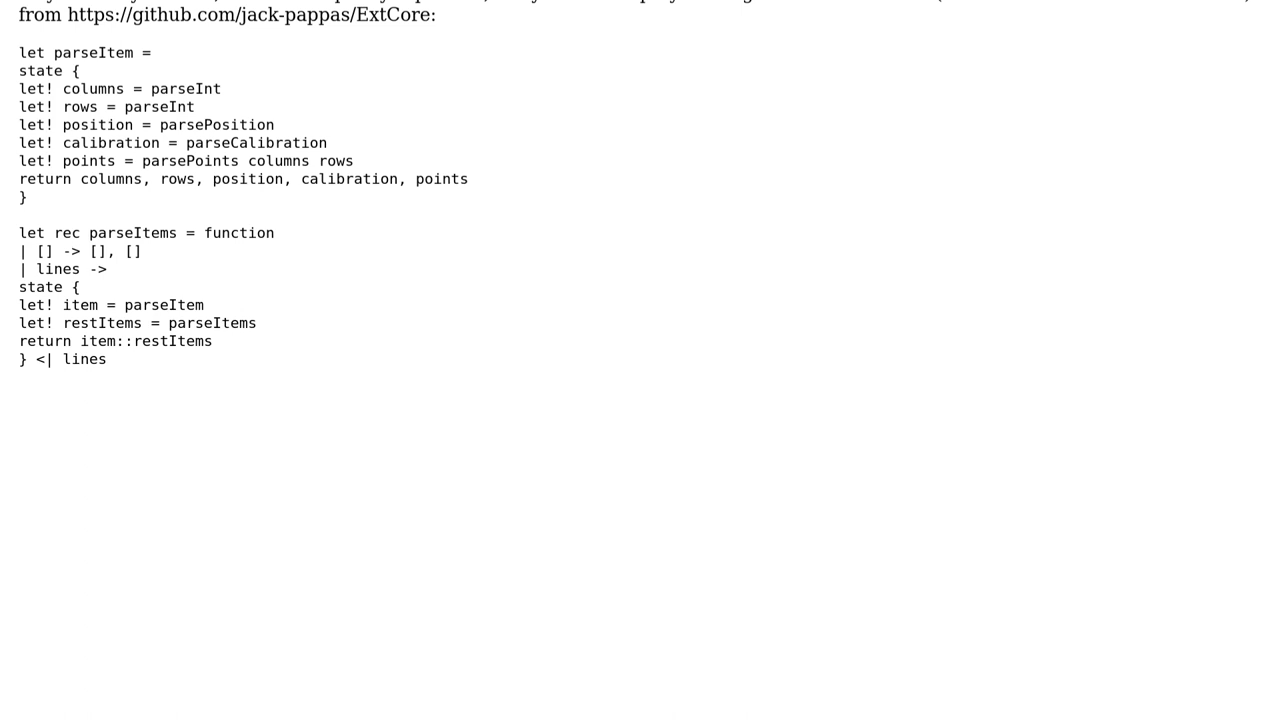 from https://github.com/jack-pappas/ExtCore:
let parseItem =
state {
let! columns = parseInt
let! rows = parseInt
let! position = parsePosition
let! calibration = parseCalibration
let! points = parsePoints columns rows
return columns, rows, position, calibration, points
}
let rec parseItems = function
| [] -> [], []
| lines ->
state {
let! item = parseItem
let! restItems = parseItems
return item::restItems
} <| lines